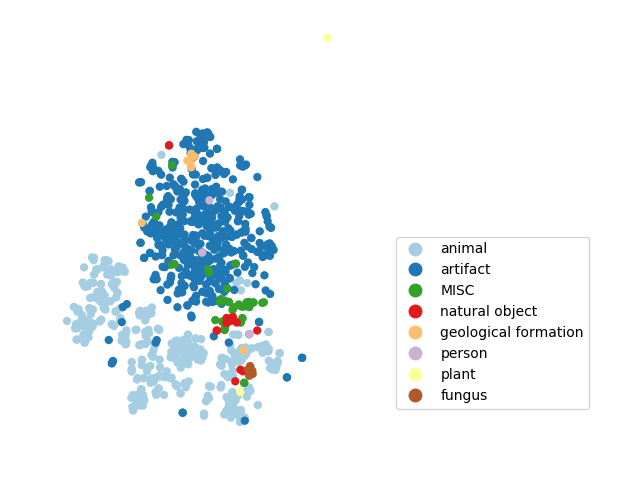 animal
artifact
MISC
natural object
geological formation
person
plant
fungus